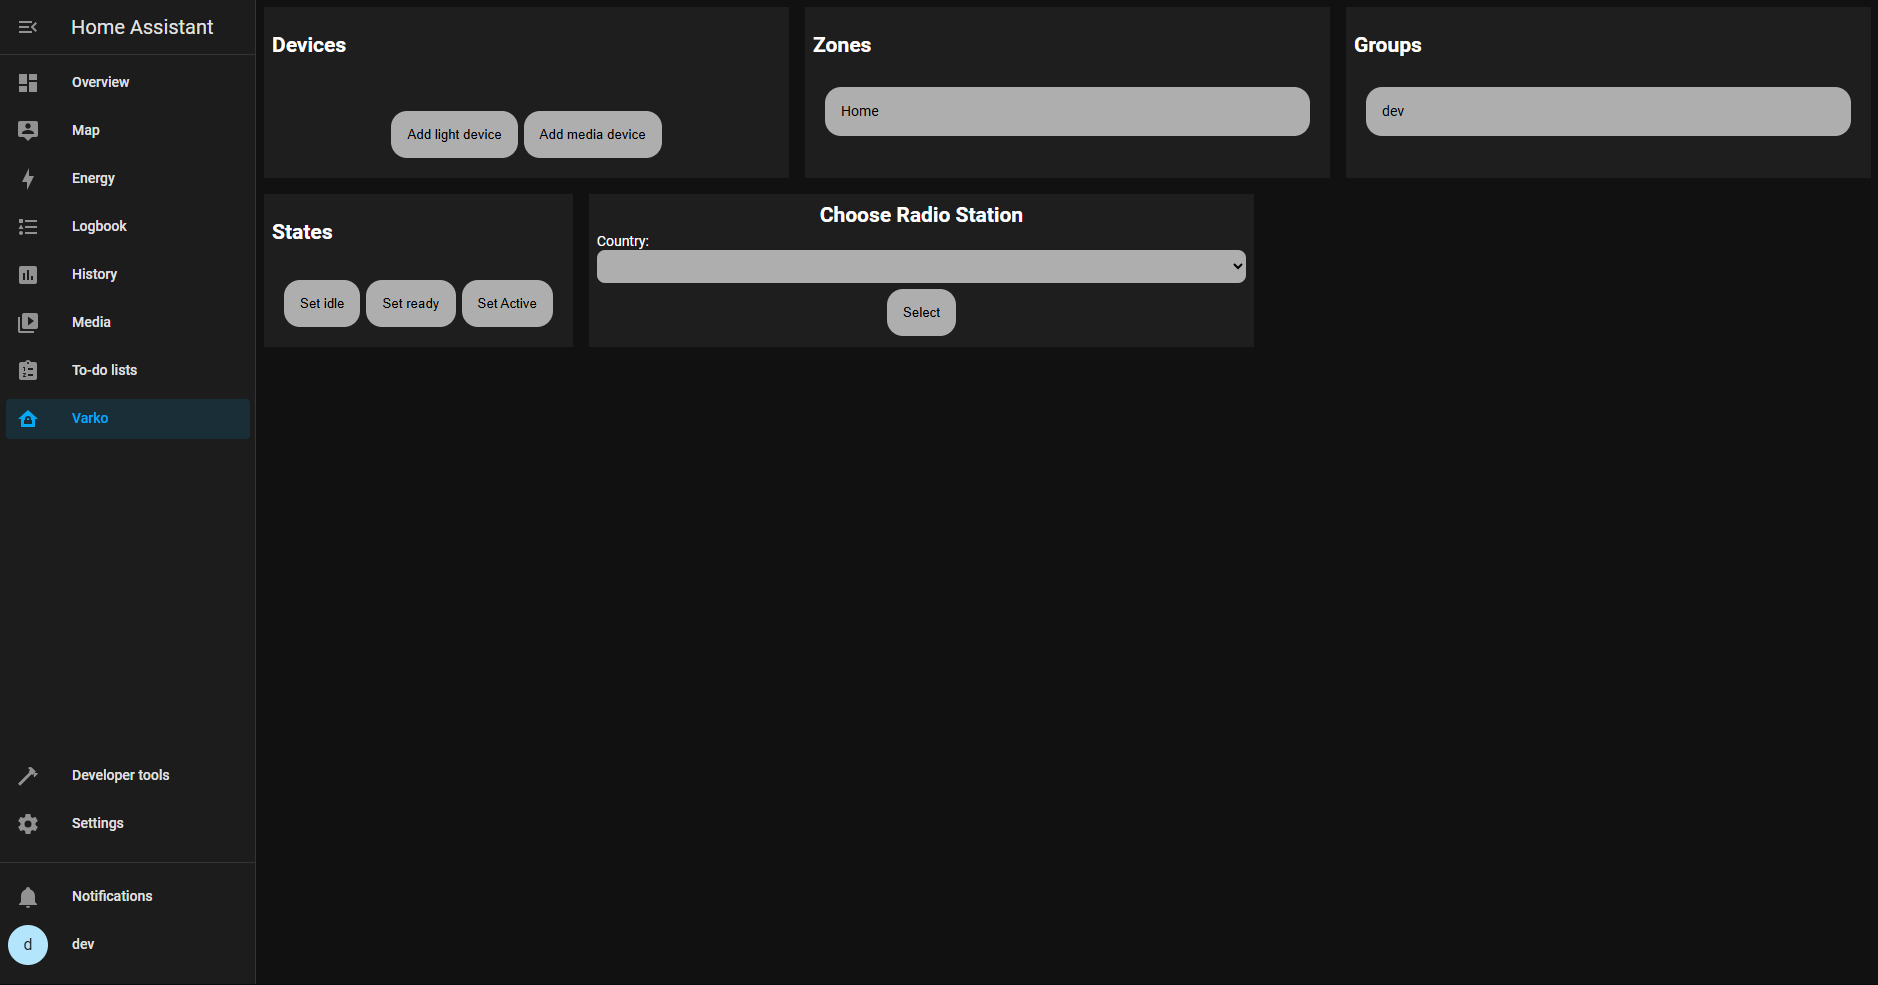 Home Assistant
Overview
Map
Energy
Logbook
History
Media
To-do lists
Varko
Developer tools
Settings
Notifications
d
dev
Devices
Add light device
Add media device
Zones
Home
Groups
dev
States
Set idle
Set ready
Set Active
Choose Radio Station
Country:
Select